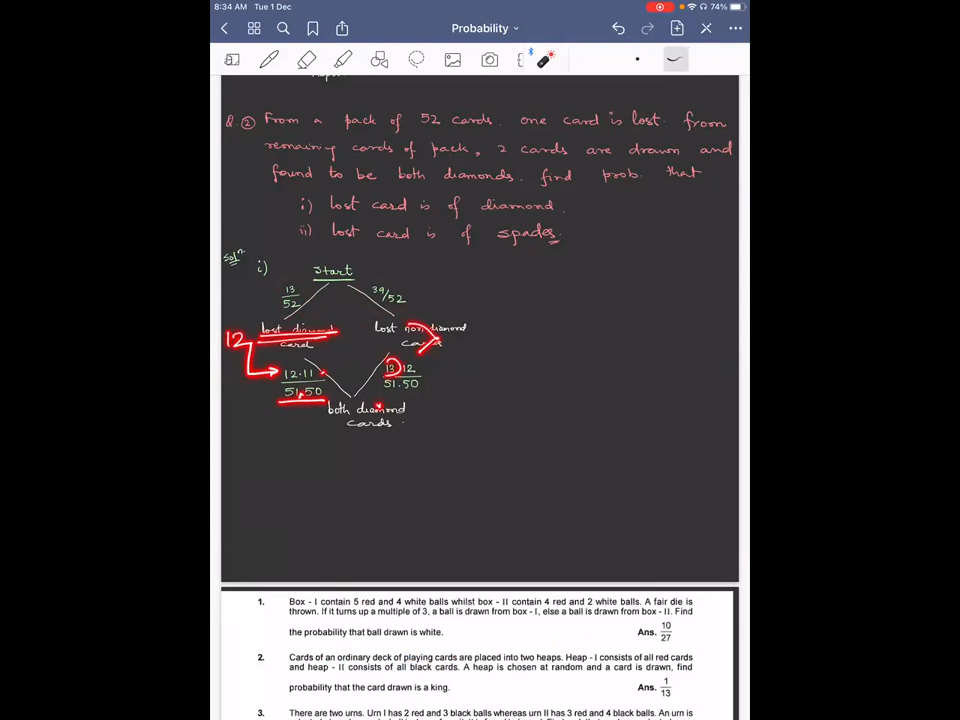 8:34 AM Tue 1 Dec
74%
Probability
Q. ② From a pack of 52 cards. one card is lost. from
remaining cards of pack, 2 cards are drawn and
found to be both diamonds. find prob. that
i) lost card is of diamond.
ii) lost card is of spades.
Solⁿ
i) Start
13/52 39/52
lost diamond Lost non diamond
card card
12
12.11/51.50 13.12/51.50
both diamond
cards.
1. Box - I contain 5 red and 4 white balls whilst box - II contain 4 red and 2 white balls. A fair die is
thrown. If it turns up a multiple of 3, a ball is drawn from box - I, else a ball is drawn from box - II. Find
the probability that ball drawn is white. Ans. 10/27
2. Cards of an ordinary deck of playing cards are placed into two heaps. Heap - I consists of all red cards
and heap - II consists of all black cards. A heap is chosen at random and a card is drawn, find
probability that the card drawn is a king. Ans. 1/13
3. There are two urns. Urn I has 2 red and 3 black balls whereas urn II has 3 red and 4 black balls. An urn is